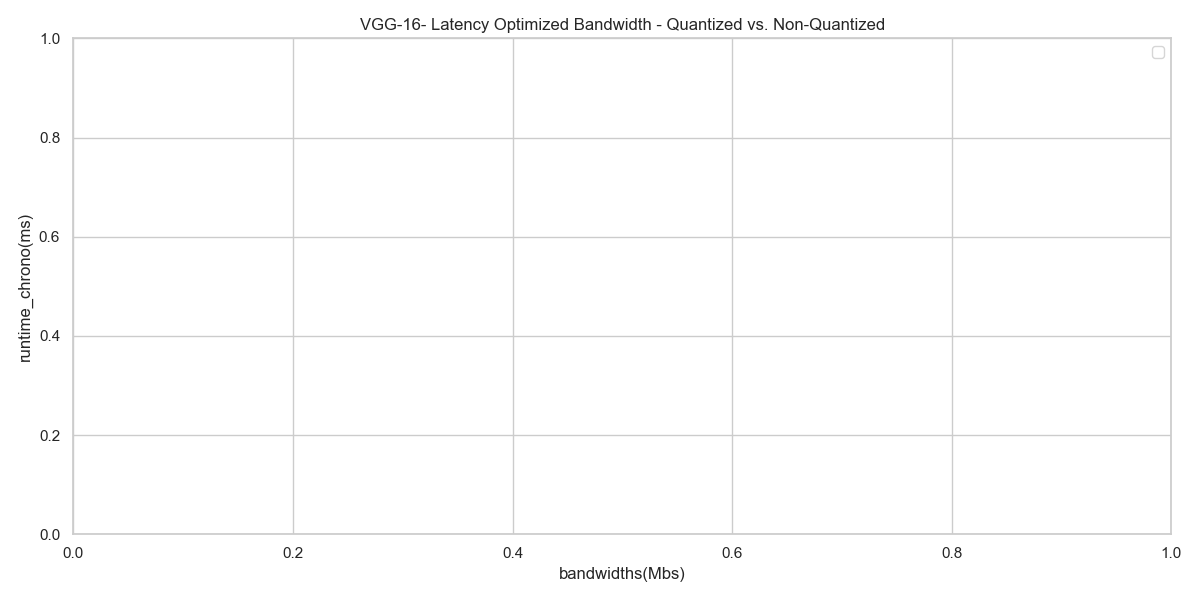 VGG-16- Latency Optimized Bandwidth - Quantized vs. Non-Quantized
1.0
0.8
0.6
0.4
0.2
0.0
runtime_chrono(ms)
0.0 0.2 0.4 0.6 0.8 1.0
bandwidths(Mbs)